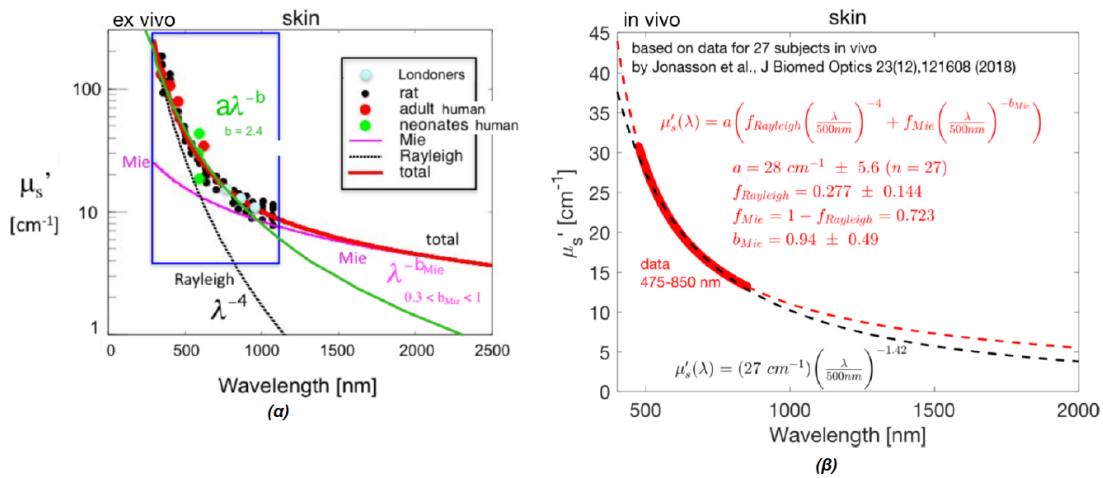 ex vivo
skin
100
10
1
μs'
[cm⁻¹]
aλ⁻ᵇ
b = 2.4
Londoners
rat
adult human
neonates human
Mie
Rayleigh
total
Mie
total
Mie
Rayleigh
λ⁻⁴
λ^-bMie
0.3 < bMie < 1
0
500
1000
1500
2000
2500
Wavelength [nm]
(α)
in vivo
skin
based on data for 27 subjects in vivo
by Jonasson et al., J Biomed Optics 23(12),121608 (2018)
μ's(λ) = a(fRayleigh(λ/500nm)⁻⁴ + fMie(λ/500nm)^-bMie)
a = 28 cm⁻¹ ± 5.6 (n = 27)
fRayleigh = 0.277 ± 0.144
fMie = 1 − fRayleigh = 0.723
bMie = 0.94 ± 0.49
data
475-850 nm
μ's(λ) = (27 cm⁻¹)(λ/500nm)^-1.42
45
40
35
30
25
20
15
10
5
0
μs' [cm⁻¹]
500
1000
1500
2000
Wavelength [nm]
(β)